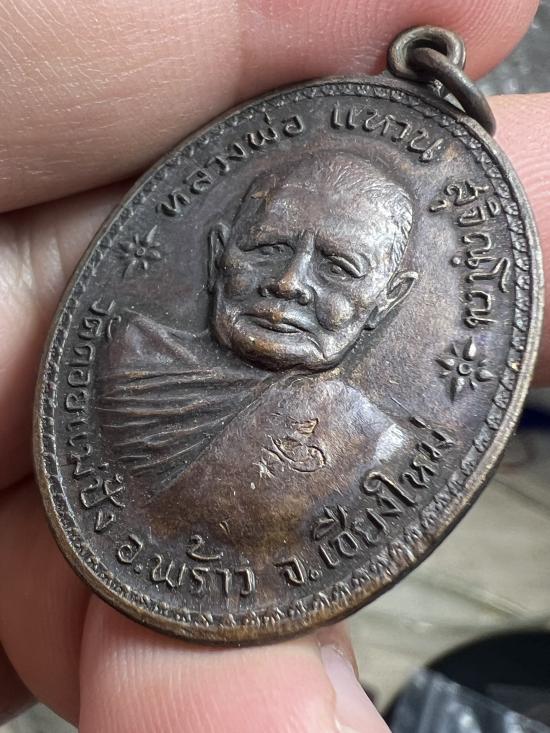 หลวงพ่อ แหวน สุจิณฺโณ
วัดดอยแม่ปั๋ง อ.พร้าว จ.เชียงใหม่